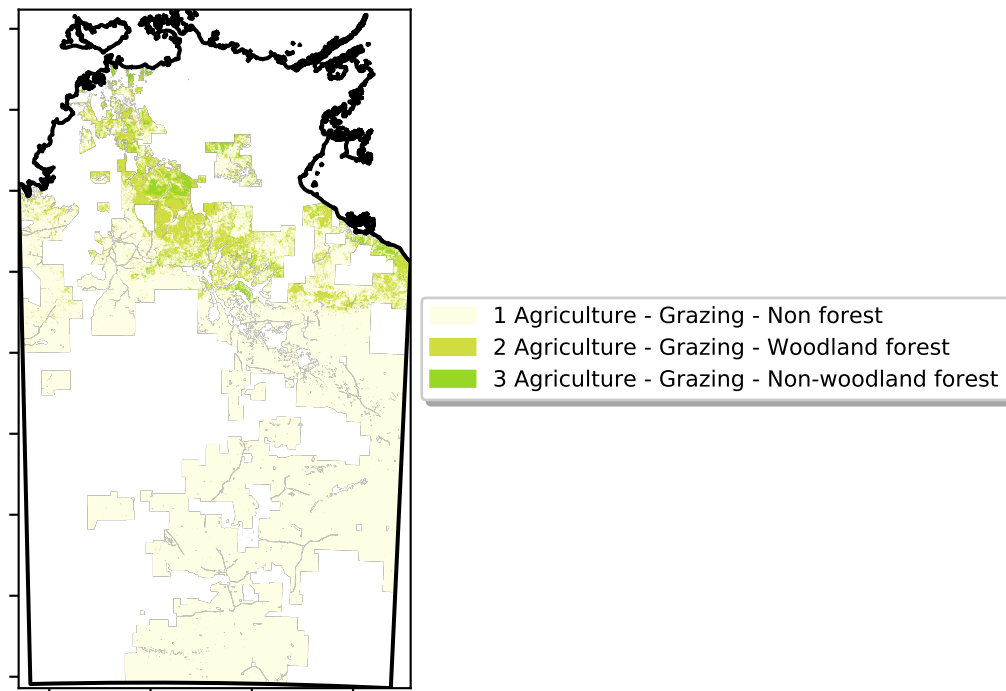 1 Agriculture - Grazing - Non forest
2 Agriculture - Grazing - Woodland forest
3 Agriculture - Grazing - Non-woodland forest